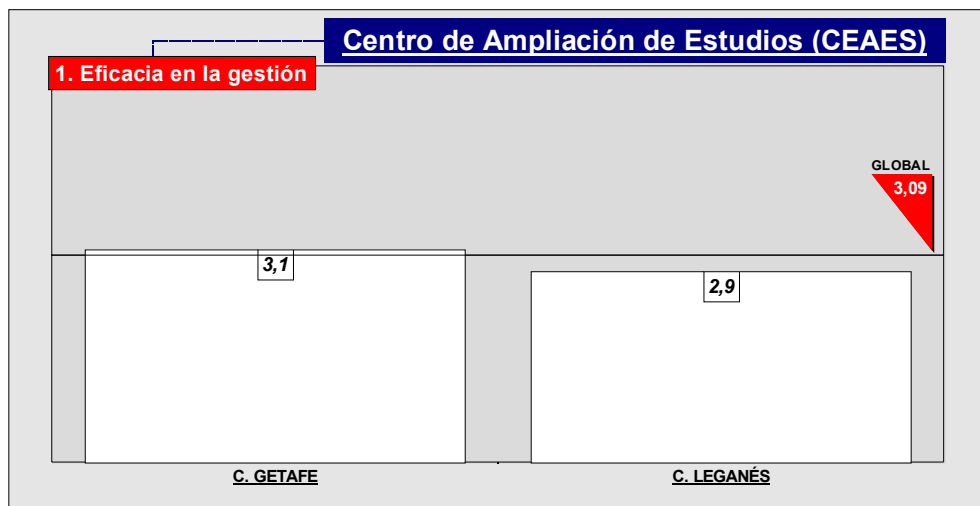 Centro de Ampliación de Estudios (CEAES)
1. Eficacia en la gestión
GLOBAL
3,09
3,1
2,9
C. GETAFE
C. LEGANÉS